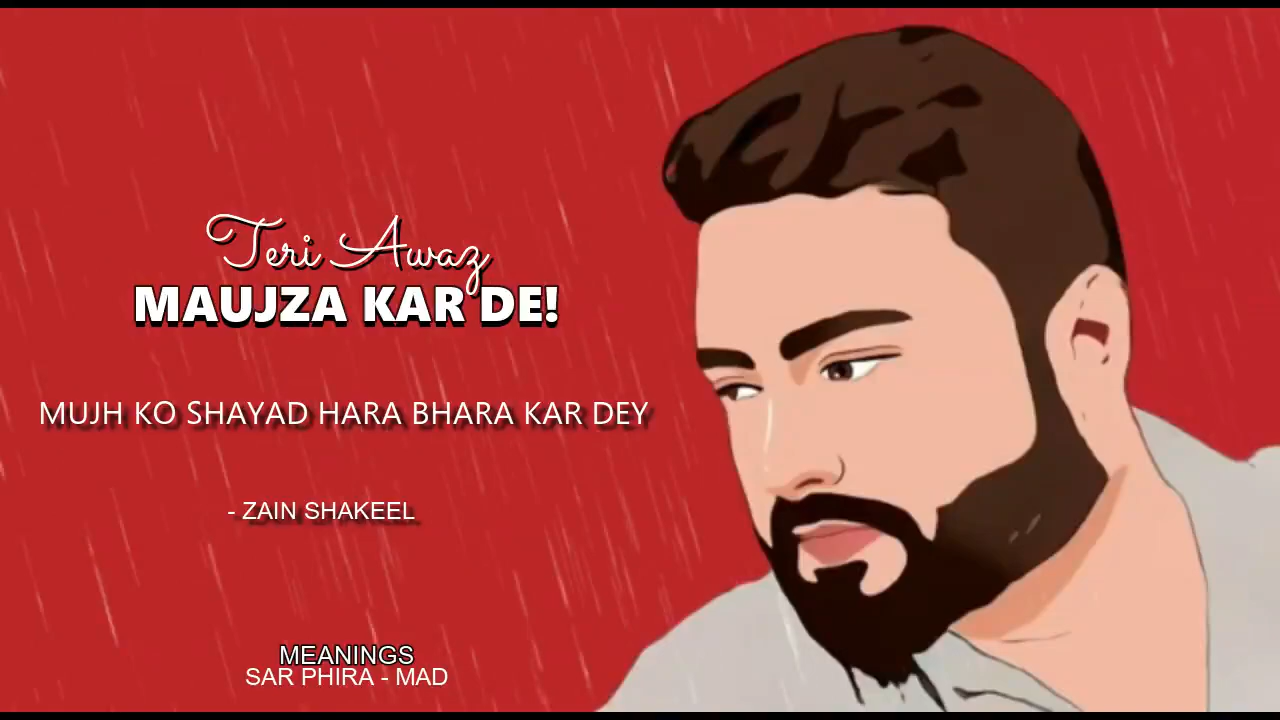 Teri Awaz
MAUJZA KAR DE!
MUJH KO SHAYAD HARA BHARA KAR DEY
- ZAIN SHAKEEL
MEANINGS
SAR PHIRA - MAD